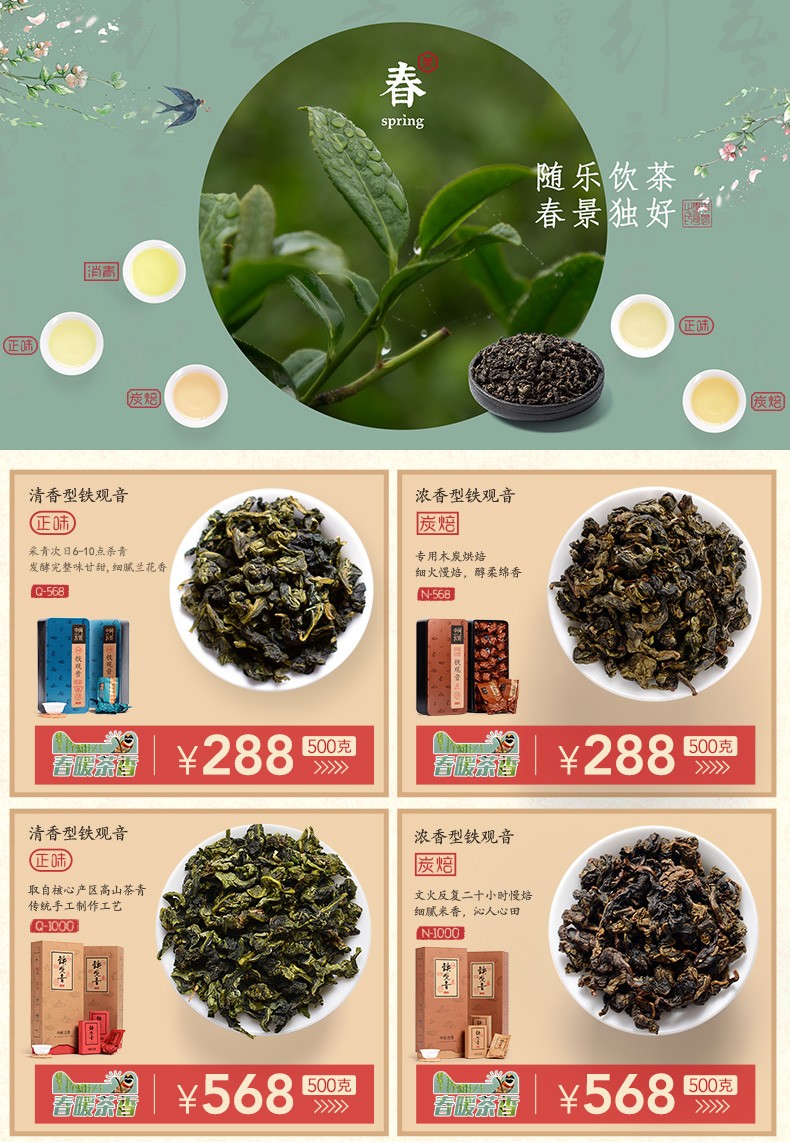 春
spring
随乐饮茶
春景独好
消青
正味
炭焙
正味
炭焙
清香型铁观音
正味
采青次日6-10点杀青
发酵完整味甘甜,细腻兰花香
Q-568
铁观音
春暖茶香
¥288
500克
浓香型铁观音
炭焙
专用木炭烘焙
细火慢焙，醇柔绵香
N-568
铁观音
春暖茶香
¥288
500克
清香型铁观音
正味
取自核心产区高山茶青
传统手工制作工艺
Q-1000
铁观音
铁观音
春暖茶香
¥568
500克
浓香型铁观音
炭焙
文火反复二十小时慢焙
细腻米香，沁人心田
N-1000
铁观音
铁观音
春暖茶香
¥568
500克